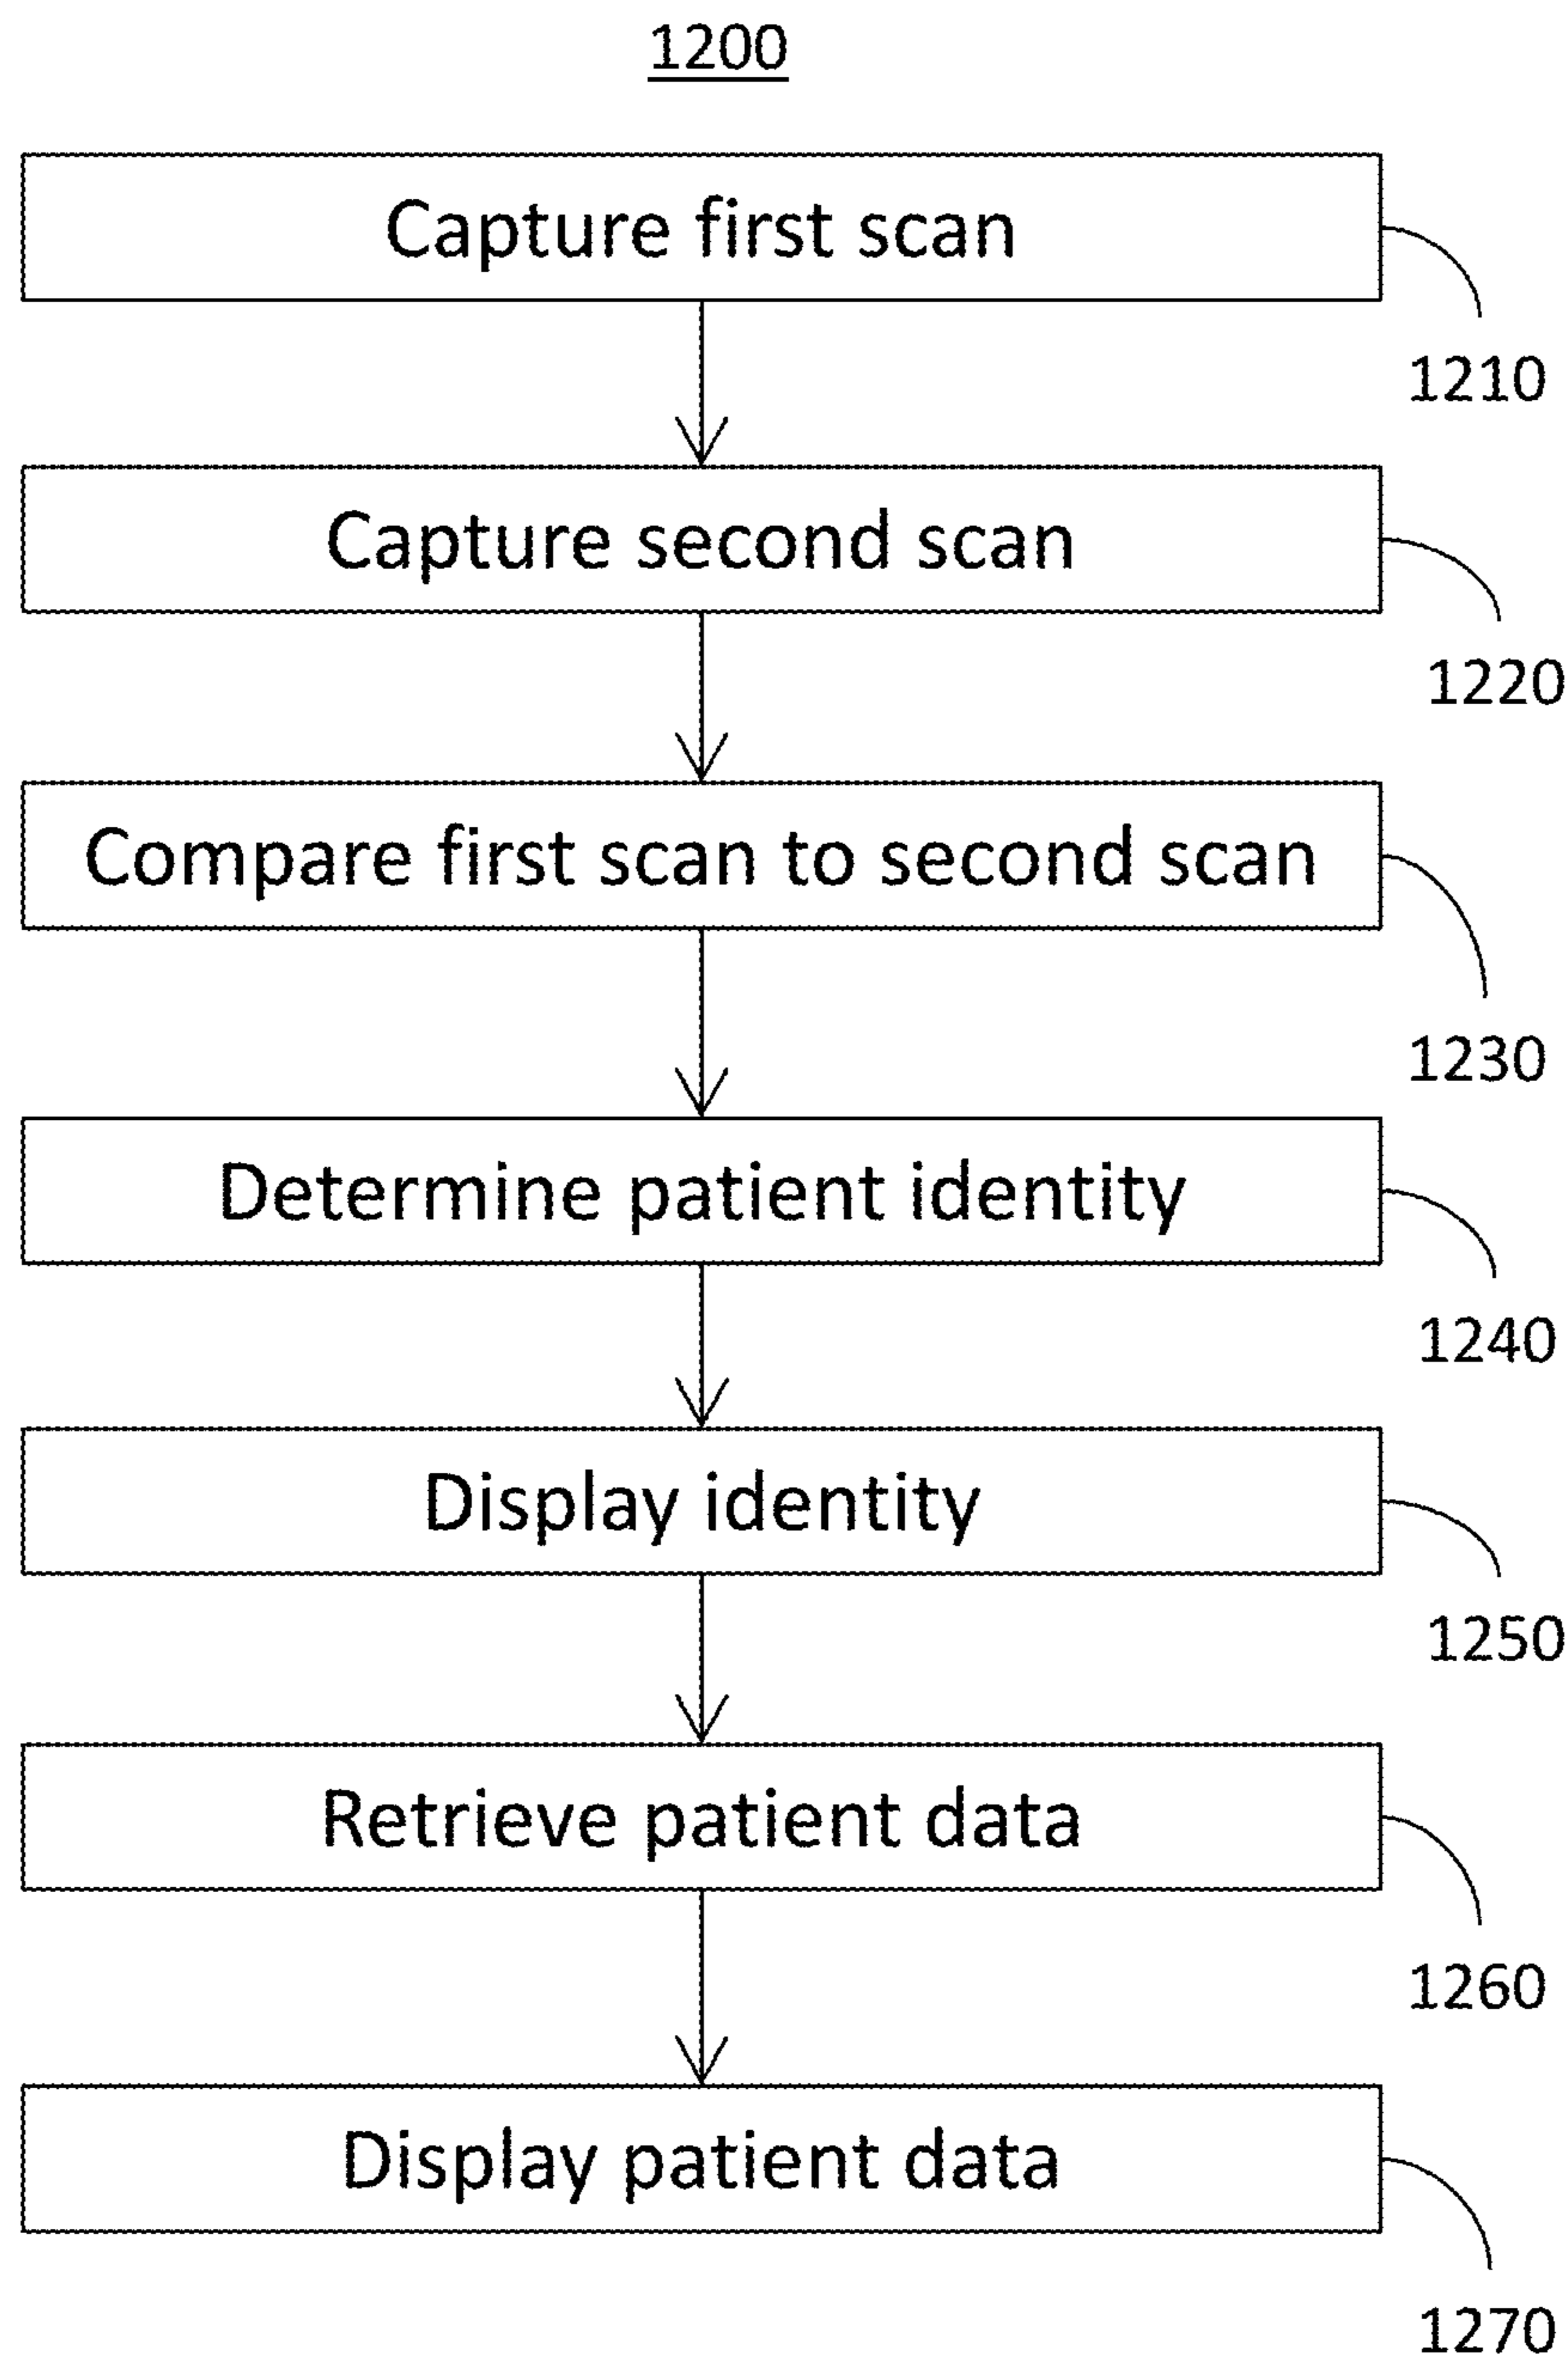 1200
Capture first scan
1210
Capture second scan
1220
Compare first scan to second scan
1230
Determine patient identity
1240
Display identity
1250
Retrieve patient data
1260
Display patient data
1270